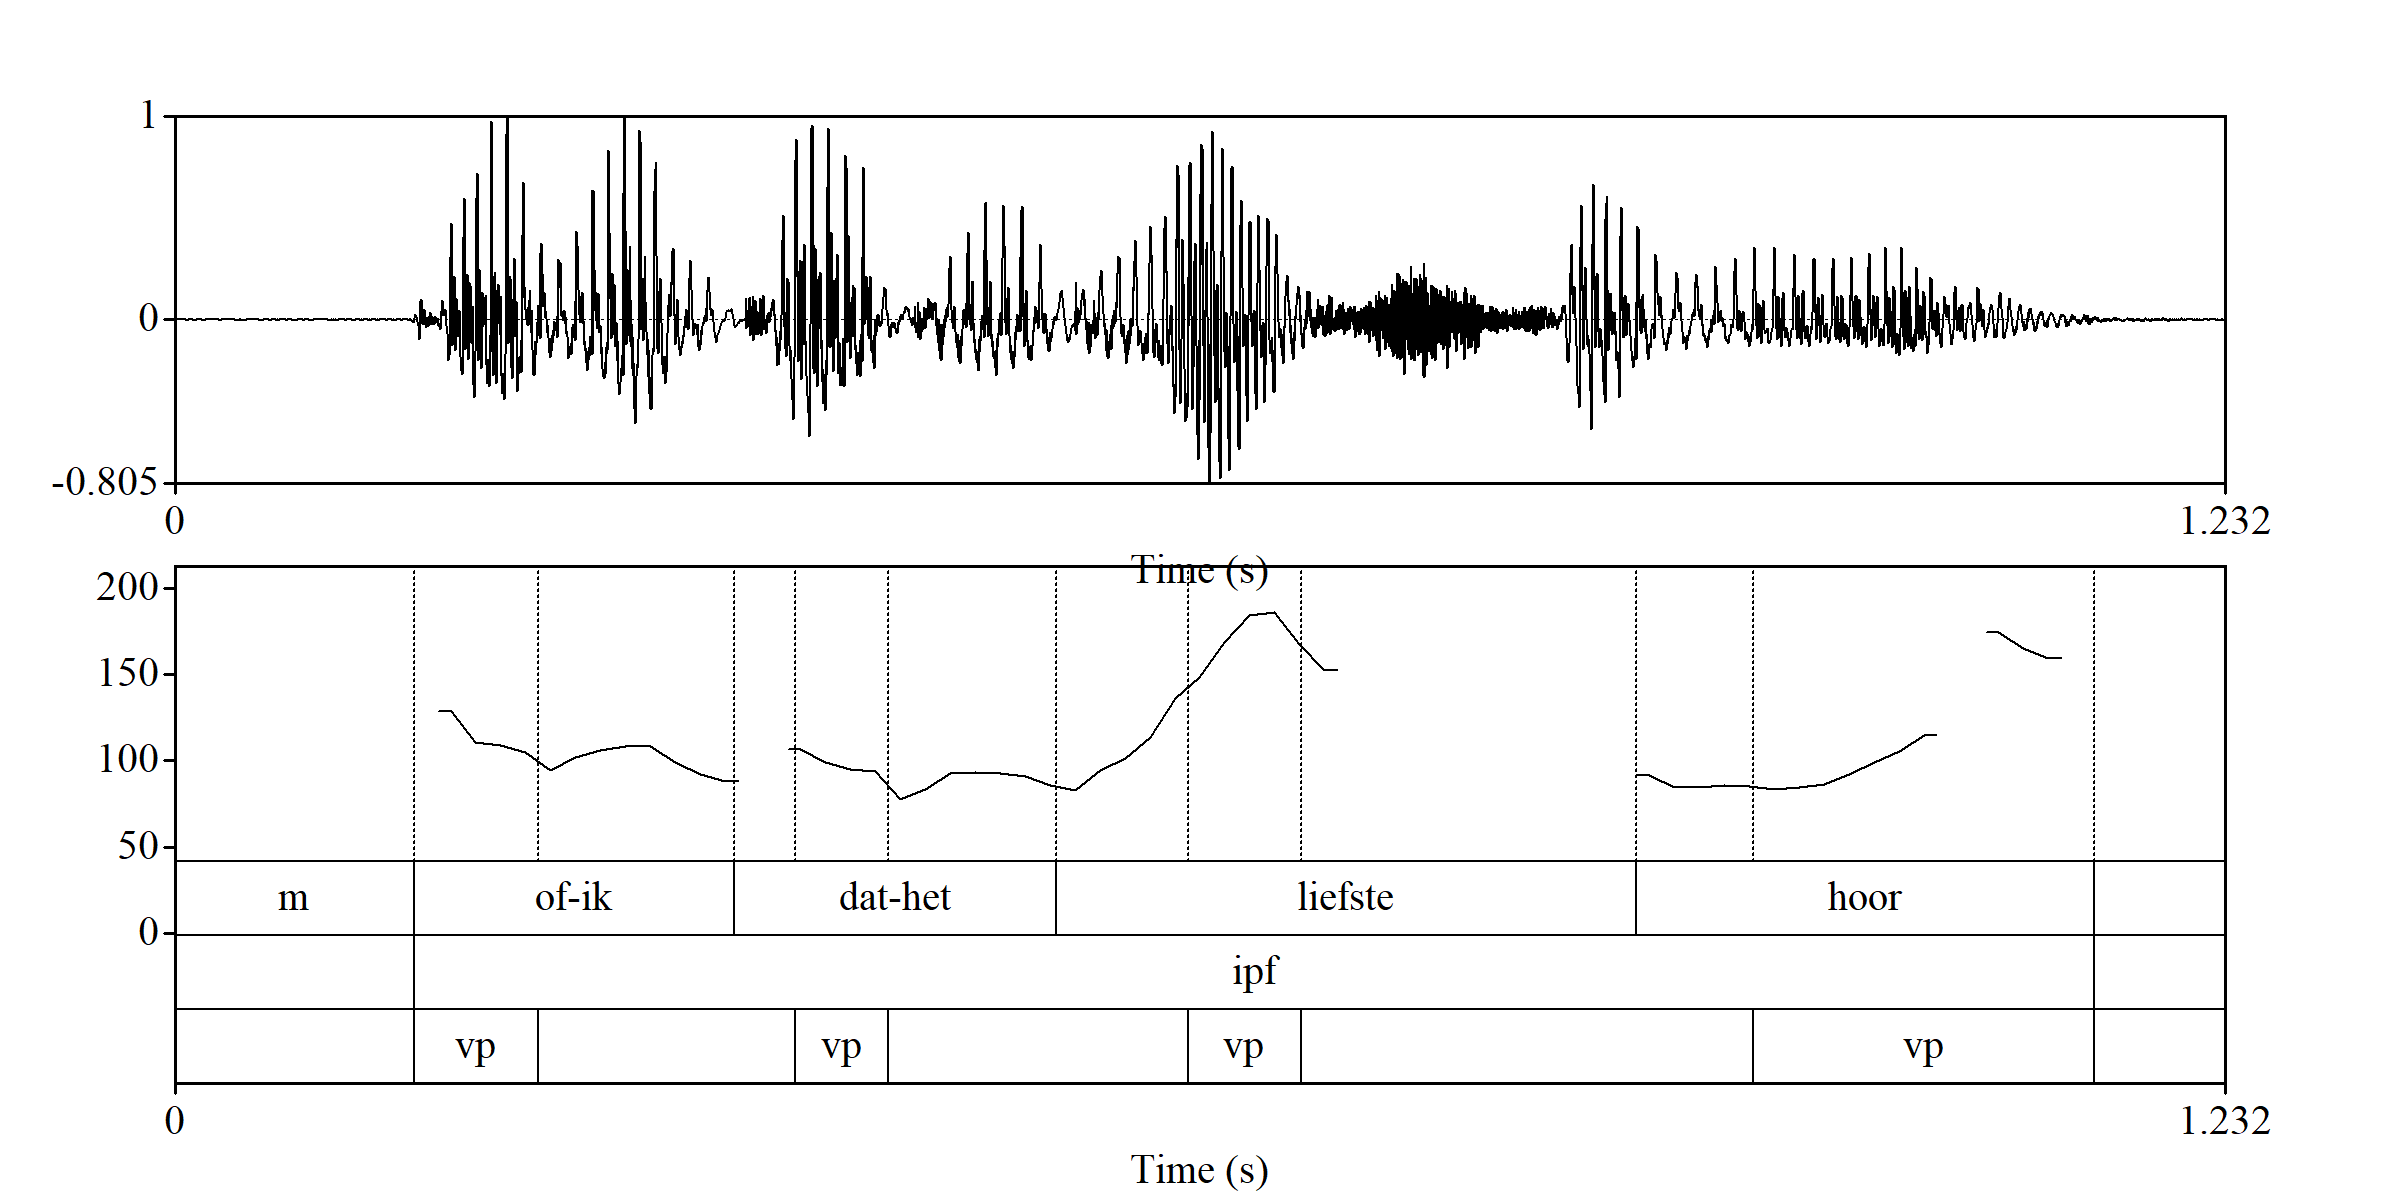 1
0
-0.805
0 1.232
Time (s)
200
150
100
50
0
m of-ik dat-het liefste hoor
ipf
vp vp vp vp
0 1.232
Time (s)